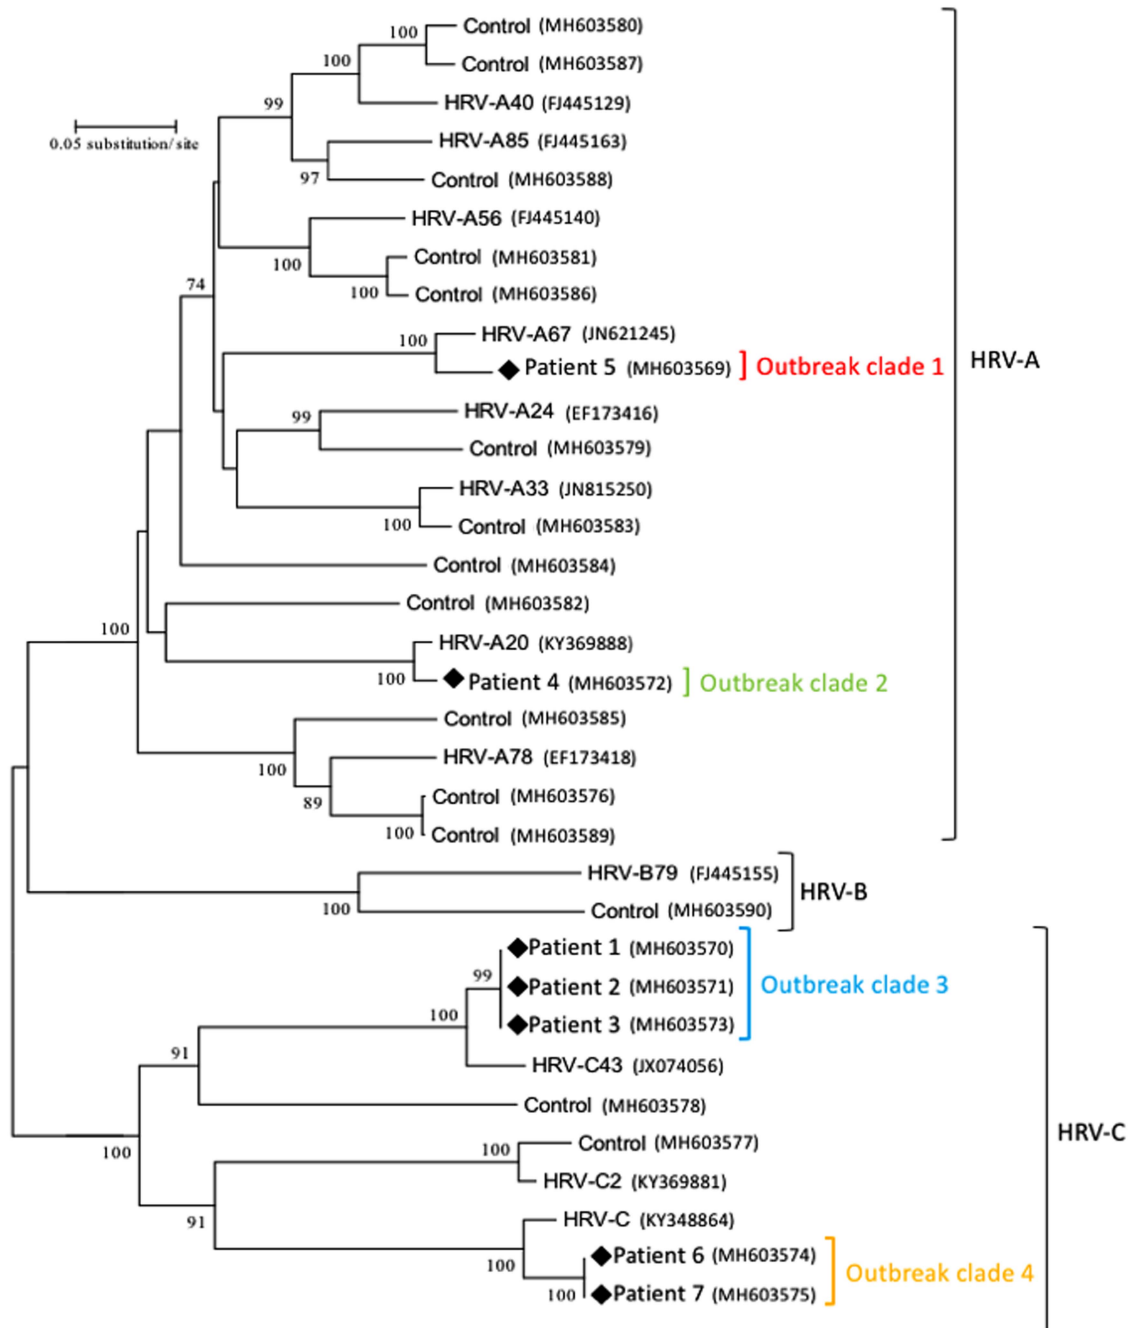 100
Control (MH603580)
100
Control (MH603587)
99
HRV-A40 (FJ445129)
0.05 substitution/site
HRV-A85 (FJ445163)
97
Control (MH603588)
HRV-A56 (FJ445140)
100
Control (MH603581)
100
Control (MH603586)
74
HRV-A67 (JN621245)
100
Patient 5 (MH603569) Outbreak clade 1
HRV-A
HRV-A24 (EF173416)
99
Control (MH603579)
HRV-A33 (JN815250)
100
Control (MH603583)
Control (MH603584)
Control (MH603582)
100
HRV-A20 (KY369888)
100
Patient 4 (MH603572) Outbreak clade 2
Control (MH603585)
100
HRV-A78 (EF173418)
89
Control (MH603576)
100
Control (MH603589)
HRV-B79 (FJ445155)
HRV-B
100
Control (MH603590)
Patient 1 (MH603570)
99
Patient 2 (MH603571)
Outbreak clade 3
100
Patient 3 (MH603573)
91
HRV-C43 (JX074056)
Control (MH603578)
HRV-C
100
100
Control (MH603577)
HRV-C2 (KY369881)
91
HRV-C (KY348864)
100
Patient 6 (MH603574)
Outbreak clade 4
100
Patient 7 (MH603575)